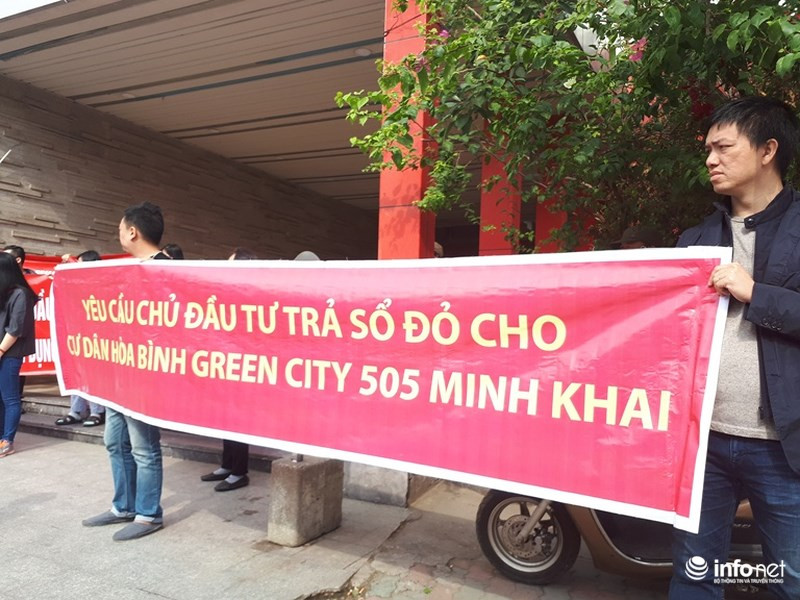 YÊU CẦU CHỦ ĐẦU TƯ TRẢ SỔ ĐỎ CHO
CƯ DÂN HÒA BÌNH GREEN CITY 505 MINH KHAI
infonet
BỘ THÔNG TIN VÀ TRUYỀN THÔNG